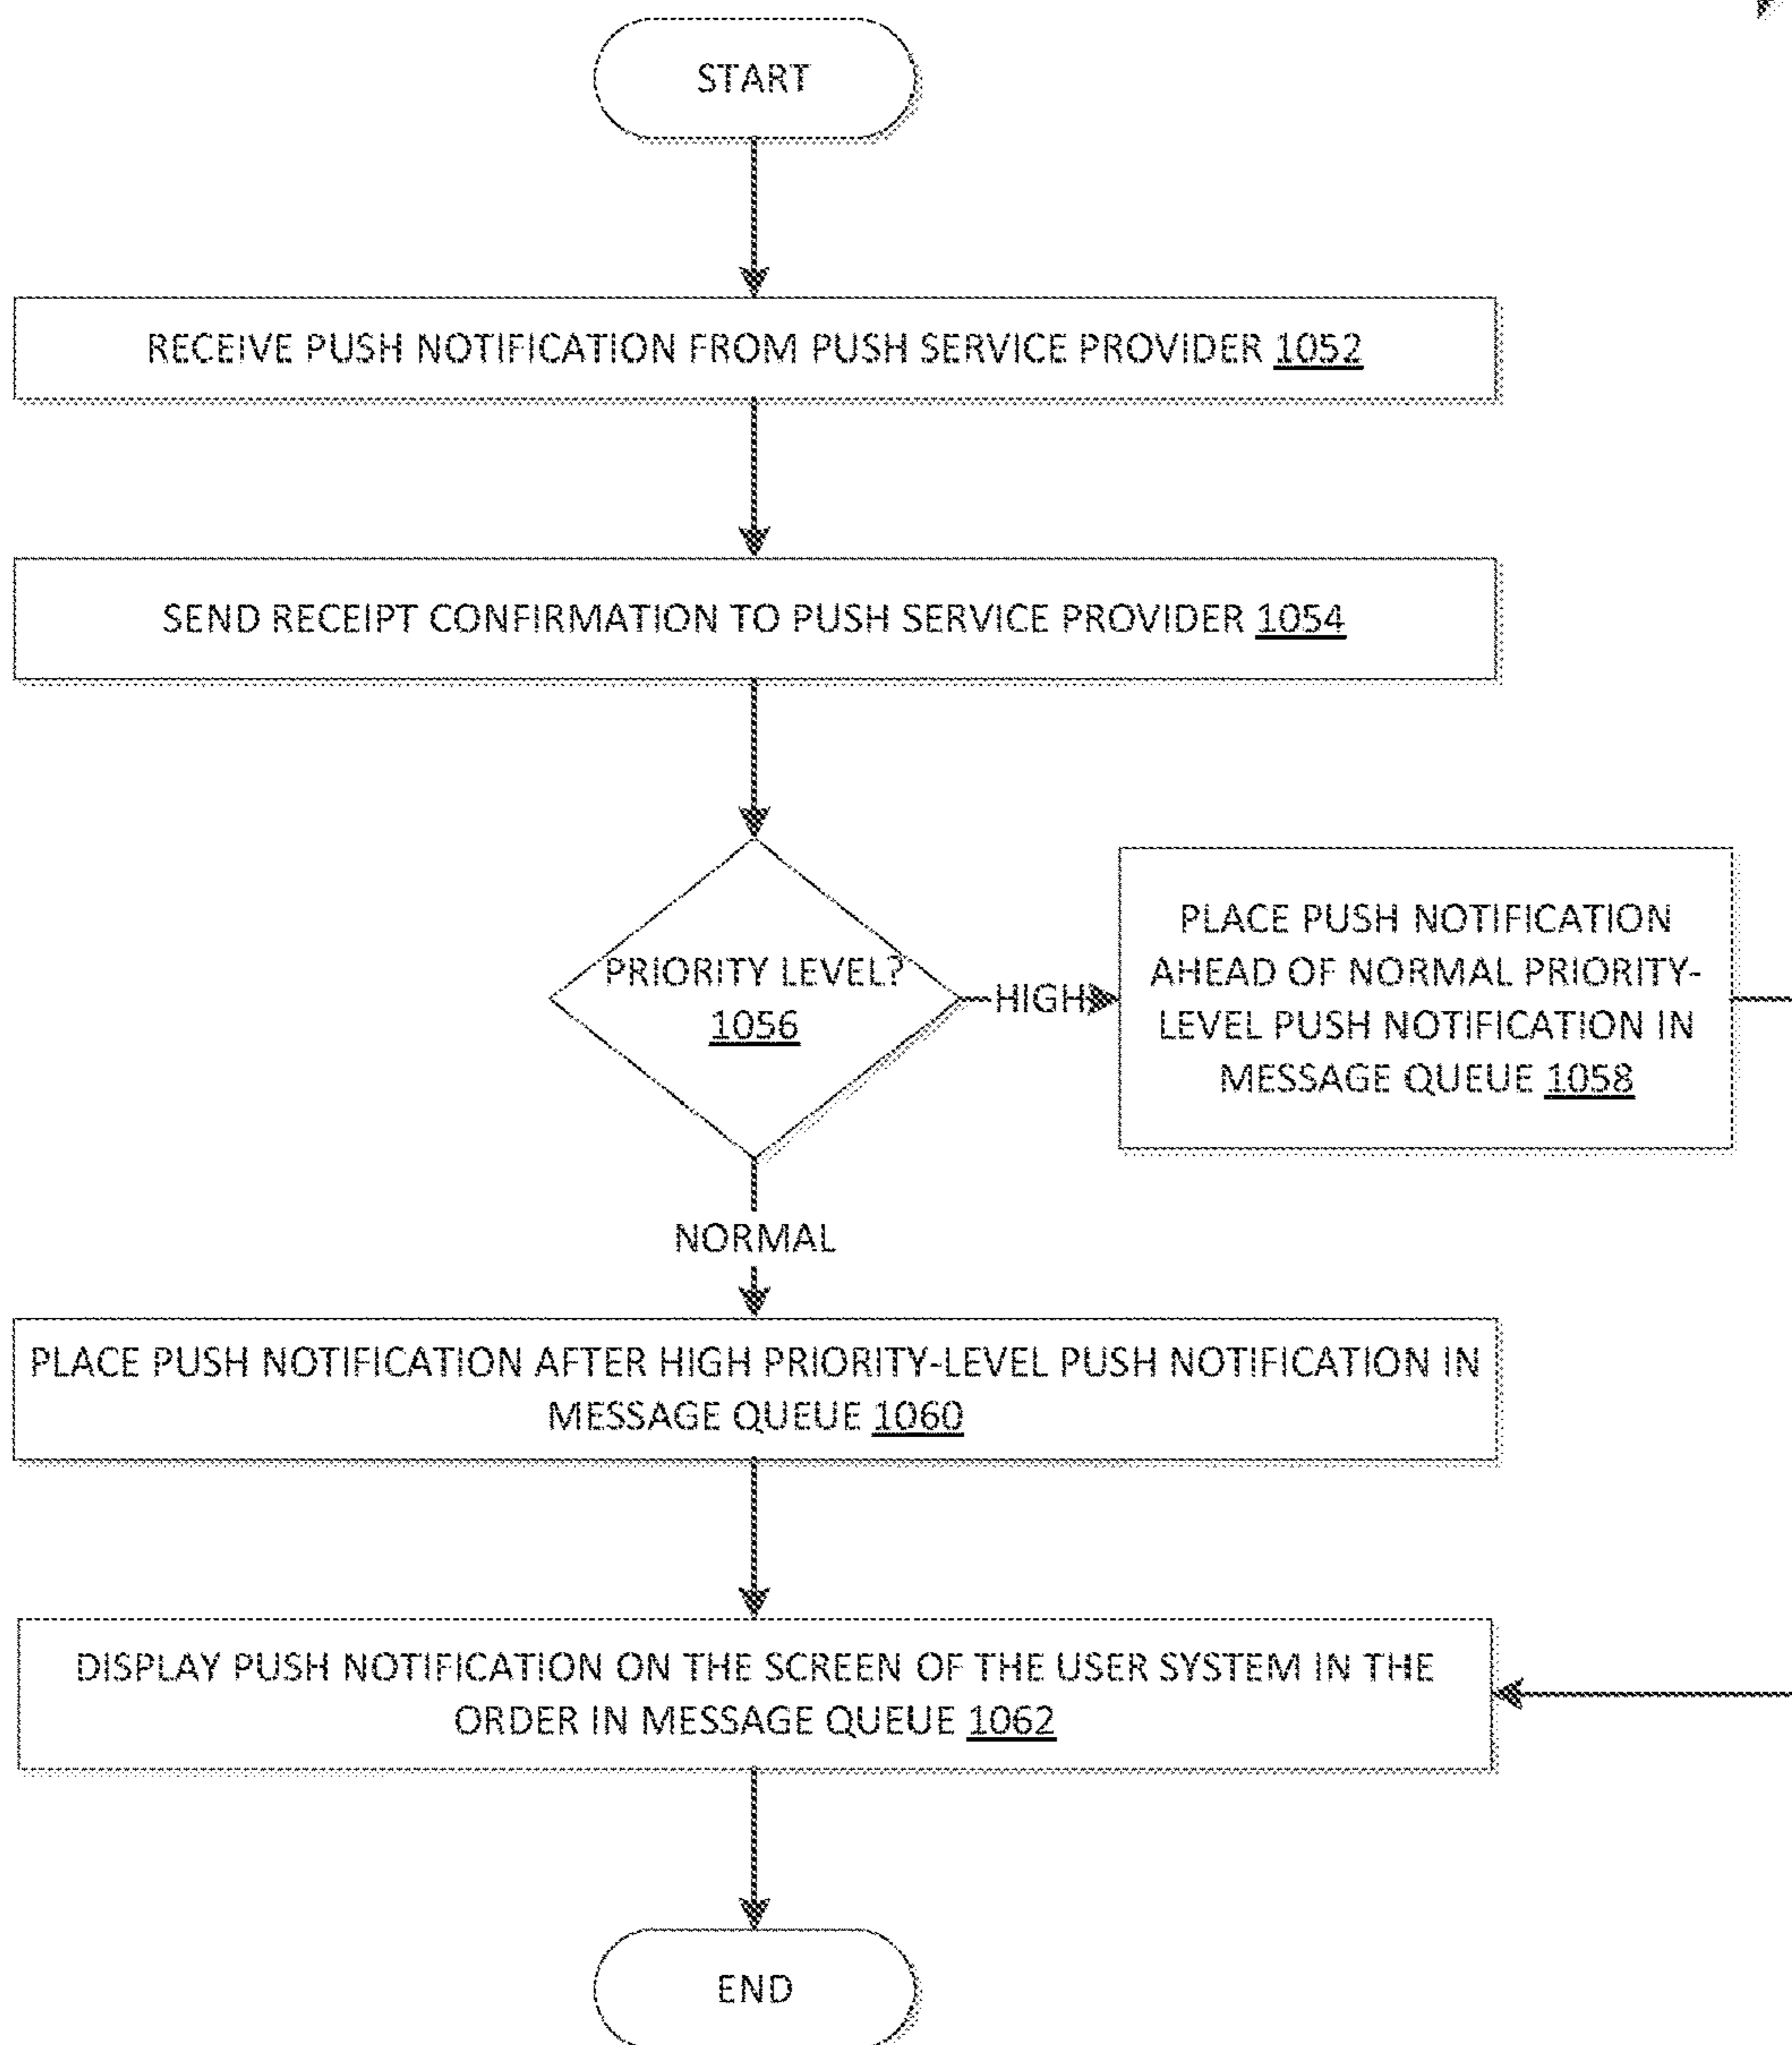 START
RECEIVE PUSH NOTIFICATION FROM PUSH SERVICE PROVIDER 1052
SEND RECEIPT CONFIRMATION TO PUSH SERVICE PROVIDER 1054
PRIORITY LEVEL?
1056
HIGH
PLACE PUSH NOTIFICATION
AHEAD OF NORMAL PRIORITY-
LEVEL PUSH NOTIFICATION IN
MESSAGE QUEUE 1058
NORMAL
PLACE PUSH NOTIFICATION AFTER HIGH PRIORITY-LEVEL PUSH NOTIFICATION IN
MESSAGE QUEUE 1060
DISPLAY PUSH NOTIFICATION ON THE SCREEN OF THE USER SYSTEM IN THE
ORDER IN MESSAGE QUEUE 1062
END